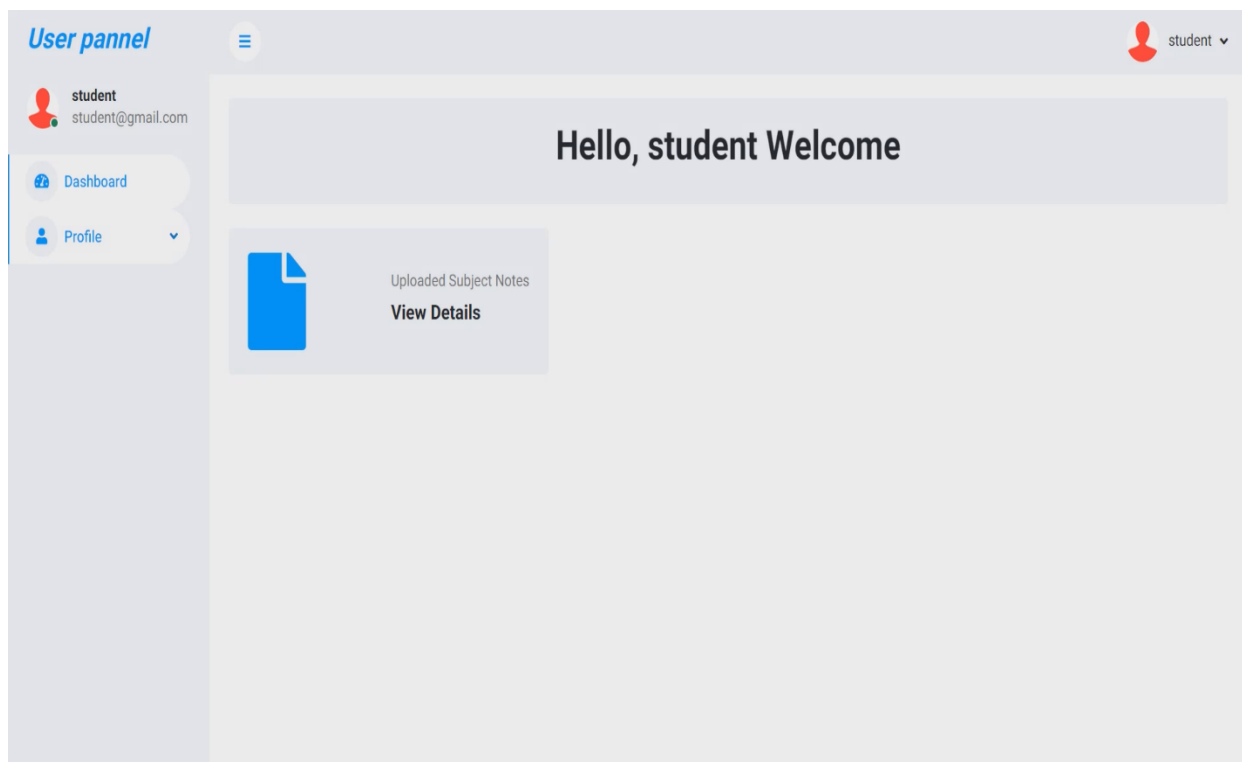 User pannel
student
student
student@gmail.com
Dashboard
Profile
Hello, student Welcome
Uploaded Subject Notes
View Details